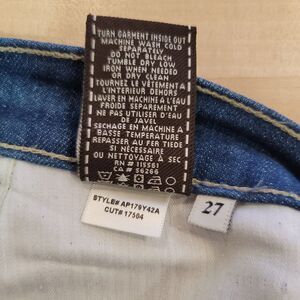 TURN GARMENT INSIDE OUT
MACHINE WASH COLD
SEPARATELY
DO NOT BLEACH
TUMBLE DRY LOW
IRON WHEN NEEDED
OR DRY CLEAN
TOURNEZ LE VÊTEMENT À
L'INTERIEUR DEHORS
LAVER EN MACHINE A L'EAU
FROIDE SÉPARÉMENT
NE PAS UTILISER D'EAU
DE JAVEL
SÉCHER EN MACHINE A
BASSE TEMPERATURE
REPASSER AU FER TIEDE
SI NECESSAIRE
OU NETTOYAGE À SEC
RN # 115561
CA # 56266
STYLE# AP179Y42A
CUT# 17504
27